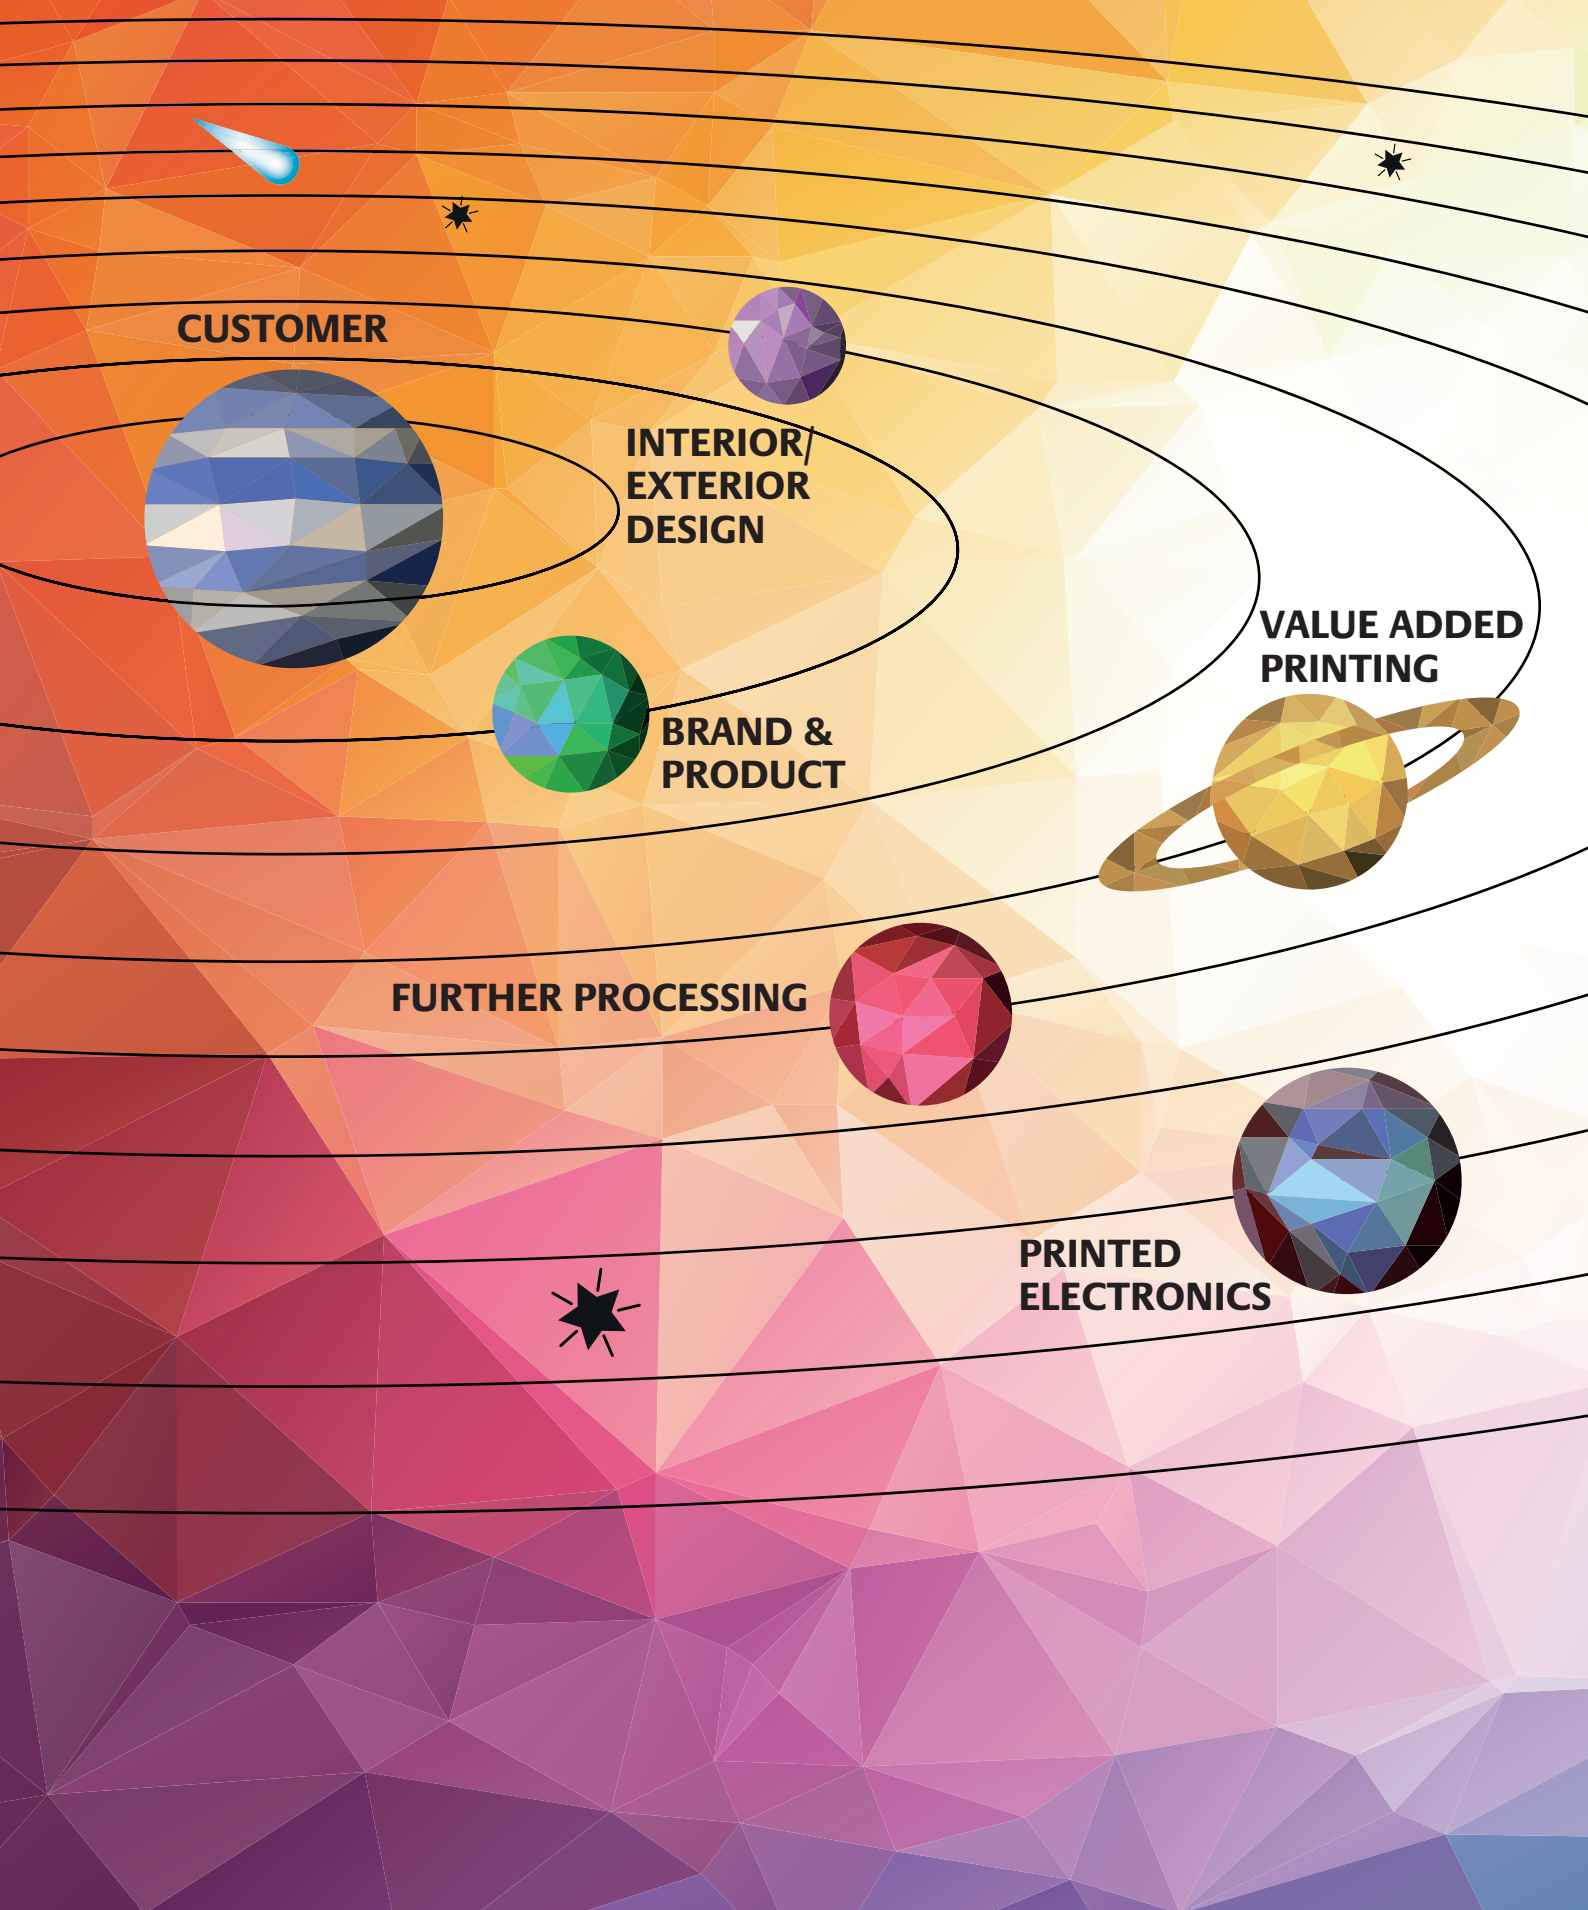 CUSTOMER
INTERIOR/
EXTERIOR
DESIGN
VALUE ADDED
PRINTING
BRAND &
PRODUCT
FURTHER PROCESSING
PRINTED
ELECTRONICS